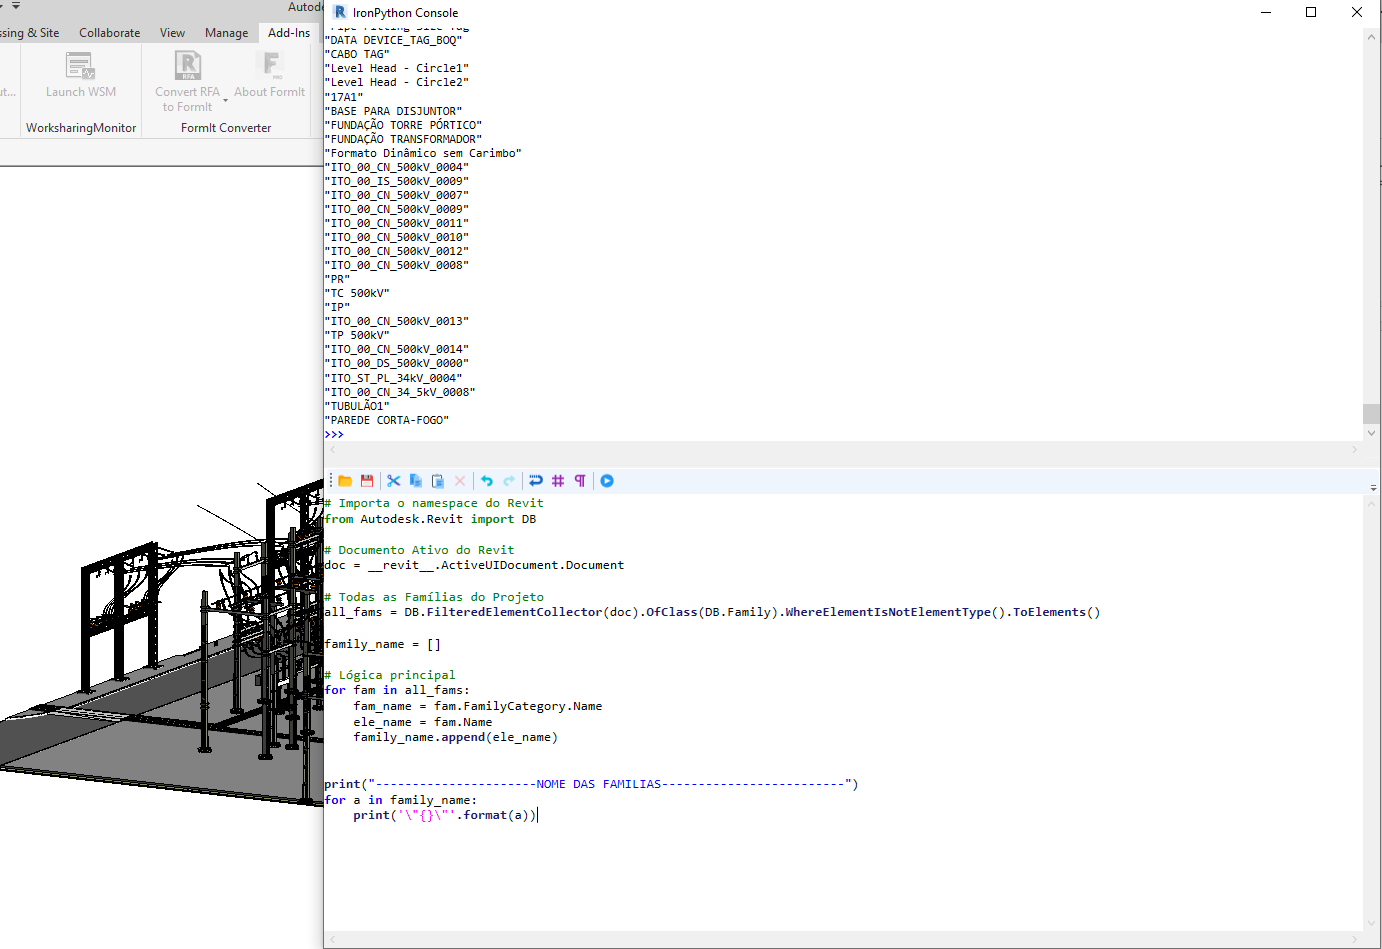 Autode
IronPython Console
ssing & Site Collaborate View Manage Add-Ins
Launch WSM
Convert RFA
to FormIt
About FormIt
WorksharingMonitor
FormIt Converter
"DATA DEVICE_TAG_BOQ"
"CABO TAG"
"Level Head - Circle1"
"Level Head - Circle2"
"17A1"
"BASE PARA DISJUNTOR"
"FUNDAÇÃO TORRE PÓRTICO"
"FUNDAÇÃO TRANSFORMADOR"
"Formato Dinâmico sem Carimbo"
"ITO_00_CN_500kV_0004"
"ITO_00_IS_500kV_0009"
"ITO_00_CN_500kV_0007"
"ITO_00_CN_500kV_0009"
"ITO_00_CN_500kV_0011"
"ITO_00_CN_500kV_0010"
"ITO_00_CN_500kV_0012"
"ITO_00_CN_500kV_0008"
"PR"
"TC 500kV"
"IP"
"ITO_00_CN_500kV_0013"
"TP 500kV"
"ITO_00_CN_500kV_0014"
"ITO_00_DS_500kV_0000"
"ITO_ST_PL_34kV_0004"
"ITO_00_CN_34_5kV_0008"
"TUBULÃO1"
"PAREDE CORTA-FOGO"
>>>
# Importa o namespace do Revit
from Autodesk.Revit import DB
# Documento Ativo do Revit
doc = __revit__.ActiveUIDocument.Document
# Todas as Famílias do Projeto
all_fams = DB.FilteredElementCollector(doc).OfClass(DB.Family).WhereElementIsNotElementType().ToElements()
family_name = []
# Lógica principal
for fam in all_fams:
    fam_name = fam.FamilyCategory.Name
    ele_name = fam.Name
    family_name.append(ele_name)
print("----------------------NOME DAS FAMILIAS-------------------------")
for a in family_name:
    print('\"{}\"'.format(a))